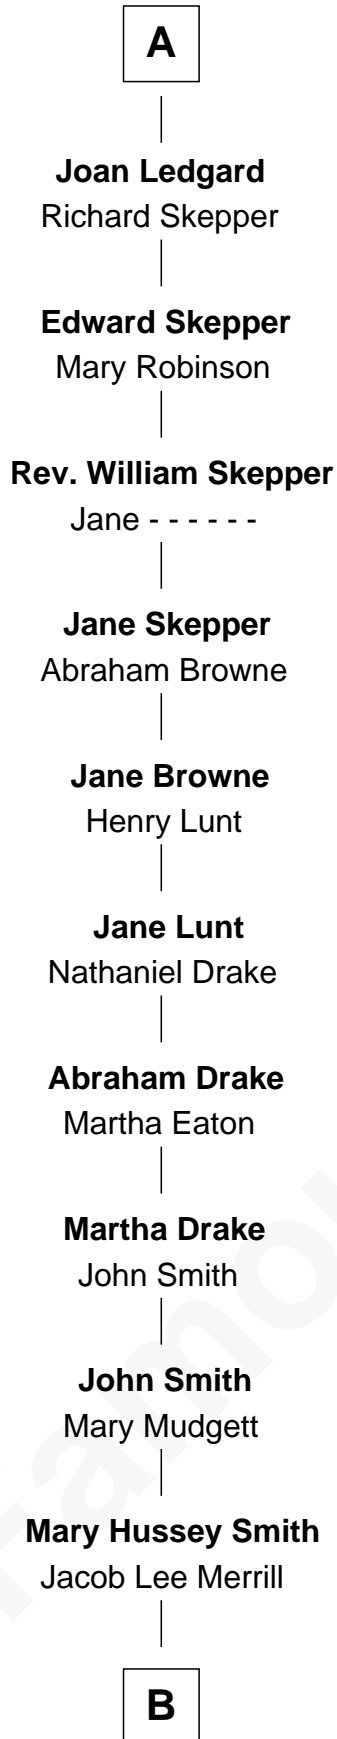 A
Joan Ledgard
Richard Skepper
Edward Skepper
Mary Robinson
Rev. William Skepper
Jane - - - - - -
Jane Skepper
Abraham Browne
Jane Browne
Henry Lunt
Jane Lunt
Nathaniel Drake
Abraham Drake
Martha Eaton
Martha Drake
John Smith
John Smith
Mary Mudgett
Mary Hussey Smith
Jacob Lee Merrill
B